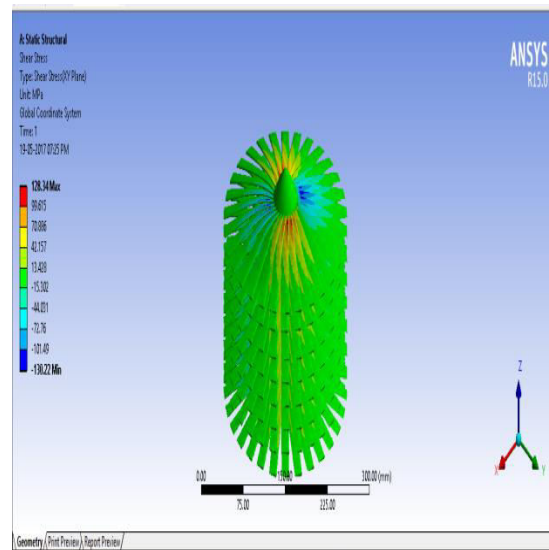 A: Static Structural
Shear Stress
Type: Shear Stress(XY Plane)
Unit: MPa
Global Coordinate System
Time: 1
19-05-2017 07:25 PM
ANSYS
R15.0
128.34 Max
99.615
70.886
42.157
13.428
-15.302
-44.031
-72.76
-101.49
-130.22 Min
Z
X
Y
0.00 150.00 300.00 (mm)
75.00 225.00
Geometry Print Preview Report Preview